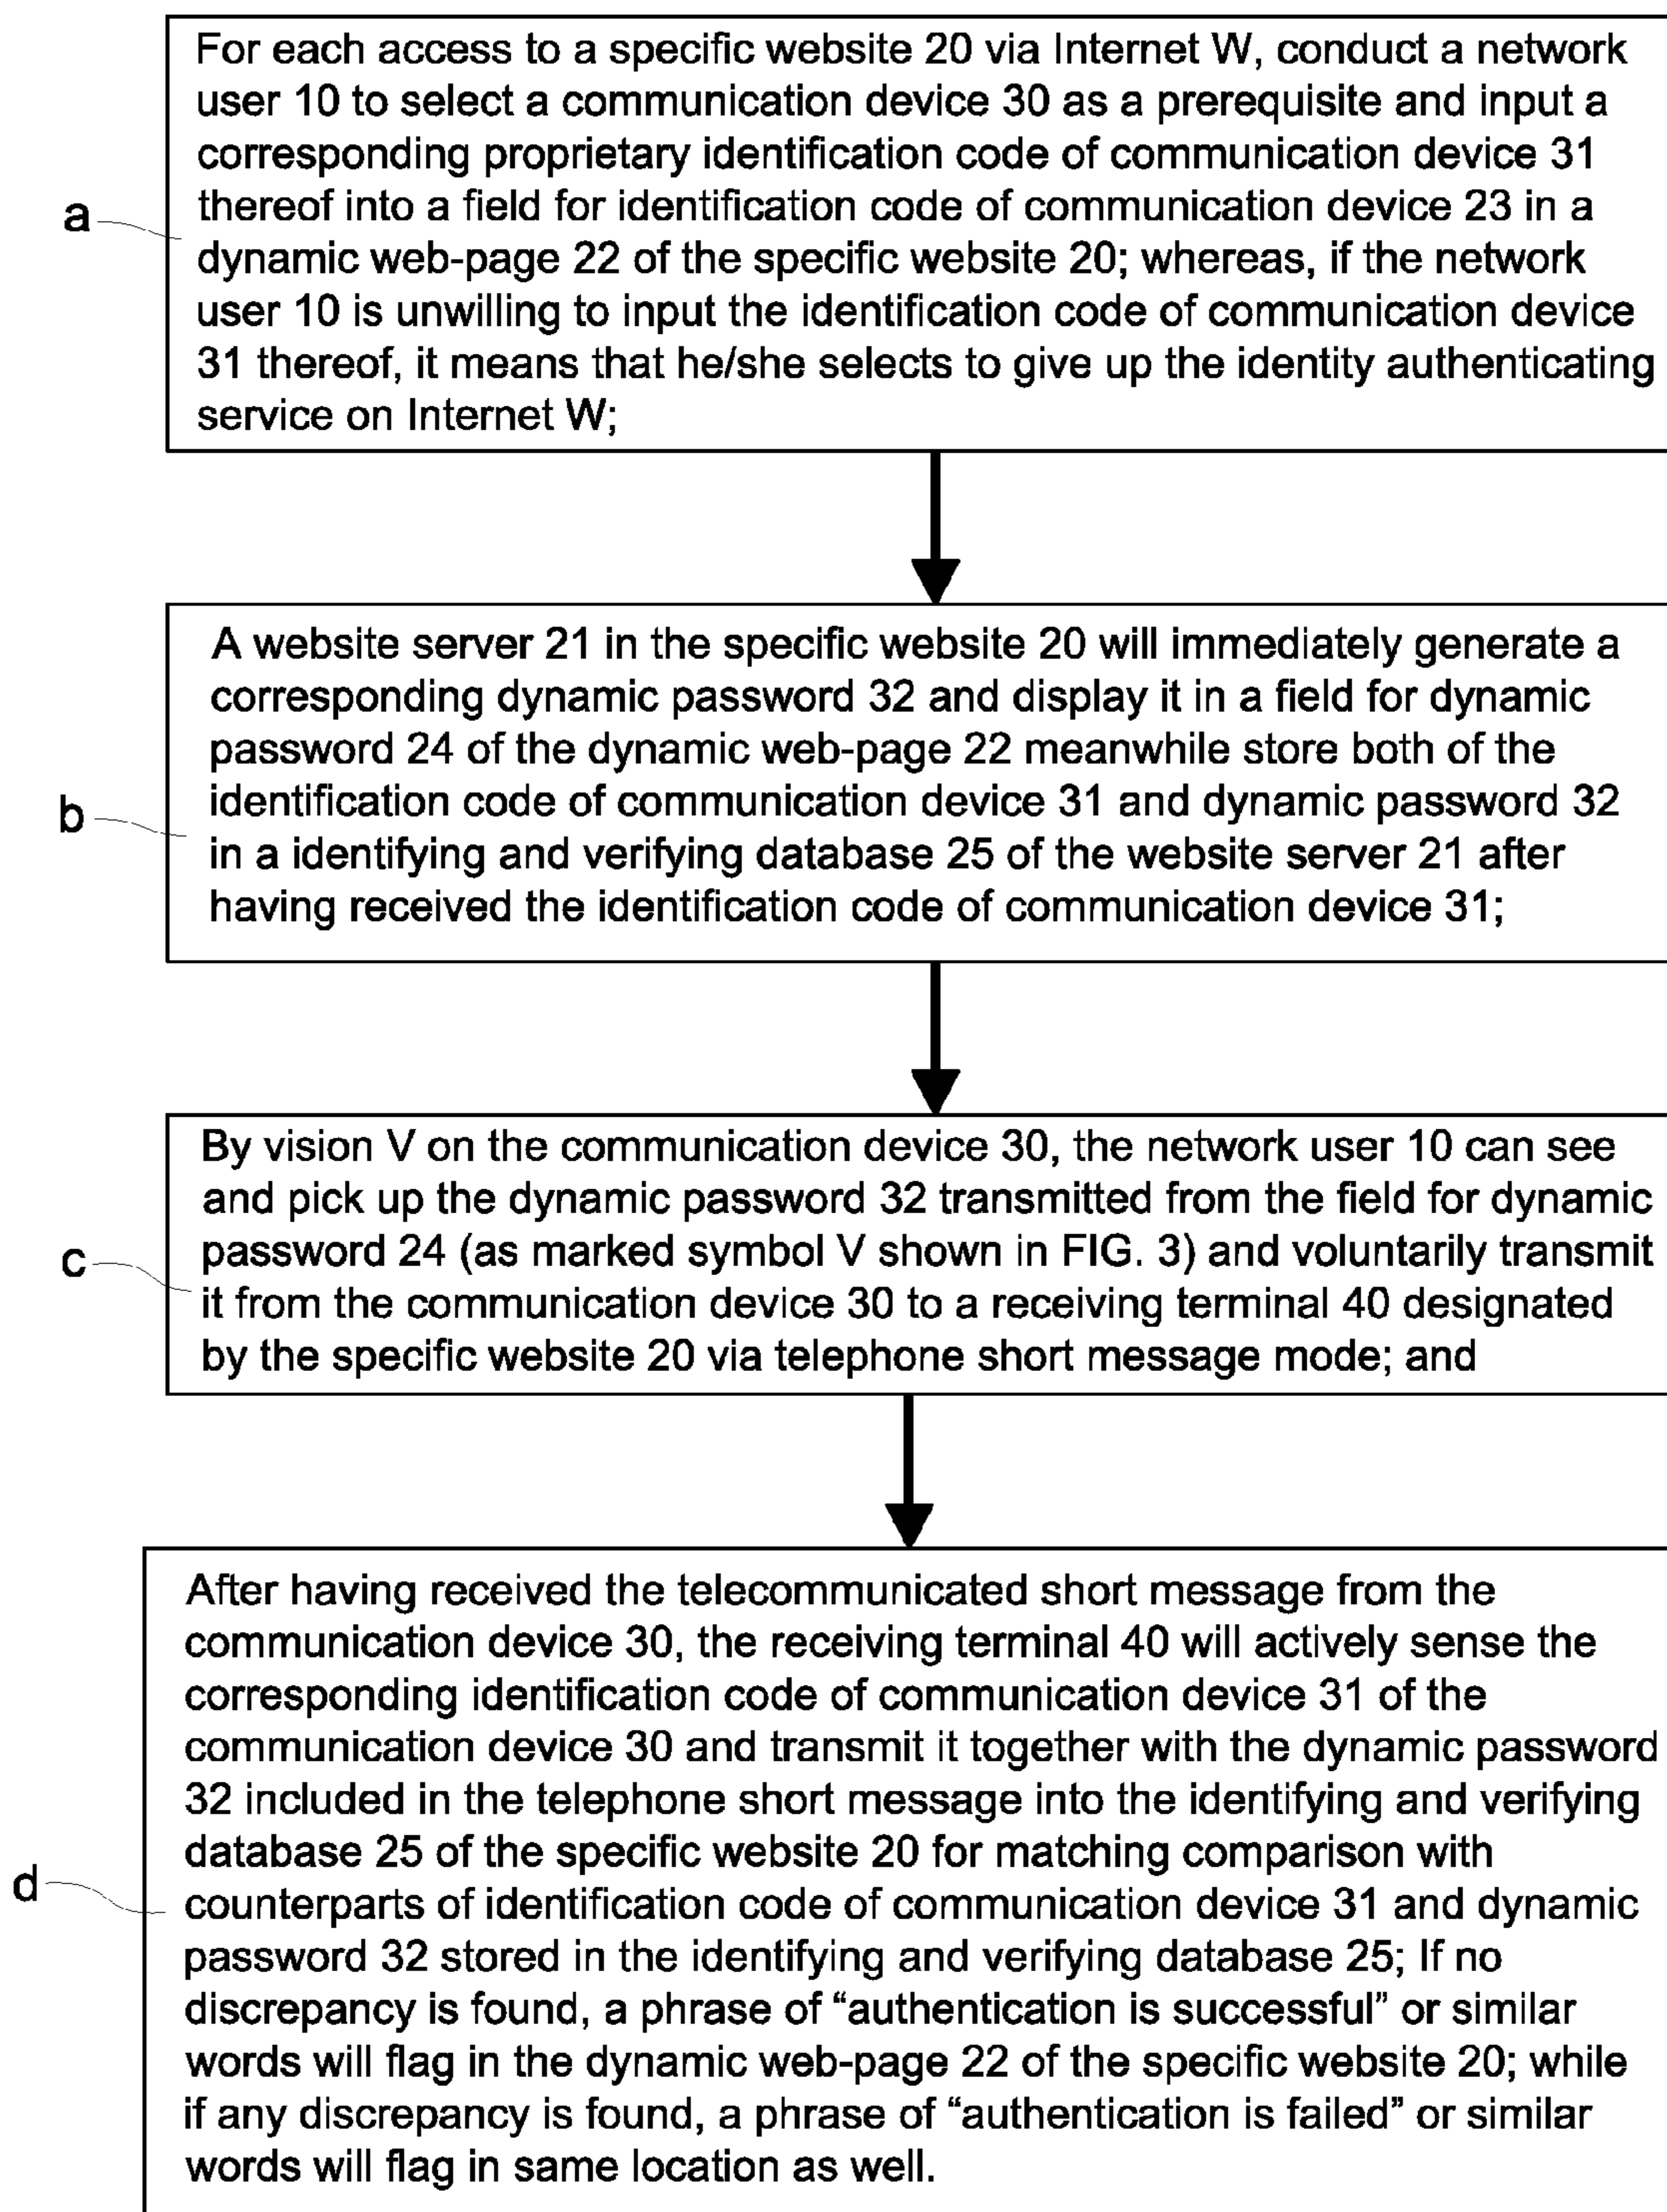 For each access to a specific website 20 via Internet W, conduct a network
user 10 to select a communication device 30 as a prerequisite and input a
corresponding proprietary identification code of communication device 31
thereof into a field for identification code of communication device 23 in a
a
dynamic web-page 22 of the specific website 20; whereas, if the network
user 10 is unwilling to input the identification code of communication device
31 thereof, it means that he/she selects to give up the identity authenticating
service on Internet W;
A website server 21 in the specific website 20 will immediately generate a
corresponding dynamic password 32 and display it in a field for dynamic
password 24 of the dynamic web-page 22 meanwhile store both of the
identification code of communication device 31 and dynamic password 32
b
in a identifying and verifying database 25 of the website server 21 after
having received the identification code of communication device 31;
By vision V on the communication device 30, the network user 10 can see
and pick up the dynamic password 32 transmitted from the field for dynamic
password 24 (as marked symbol V shown in FIG. 3) and voluntarily transmit
c
it from the communication device 30 to a receiving terminal 40 designated
by the specific website 20 via telephone short message mode; and
After having received the telecommunicated short message from the
communication device 30, the receiving terminal 40 will actively sense the
corresponding identification code of communication device 31 of the
communication device 30 and transmit it together with the dynamic password
32 included in the telephone short message into the identifying and verifying
database 25 of the specific website 20 for matching comparison with
d
counterparts of identification code of communication device 31 and dynamic
password 32 stored in the identifying and verifying database 25; If no
discrepancy is found, a phrase of “authentication is successful” or similar
words will flag in the dynamic web-page 22 of the specific website 20; while
if any discrepancy is found, a phrase of “authentication is failed” or similar
words will flag in same location as well.